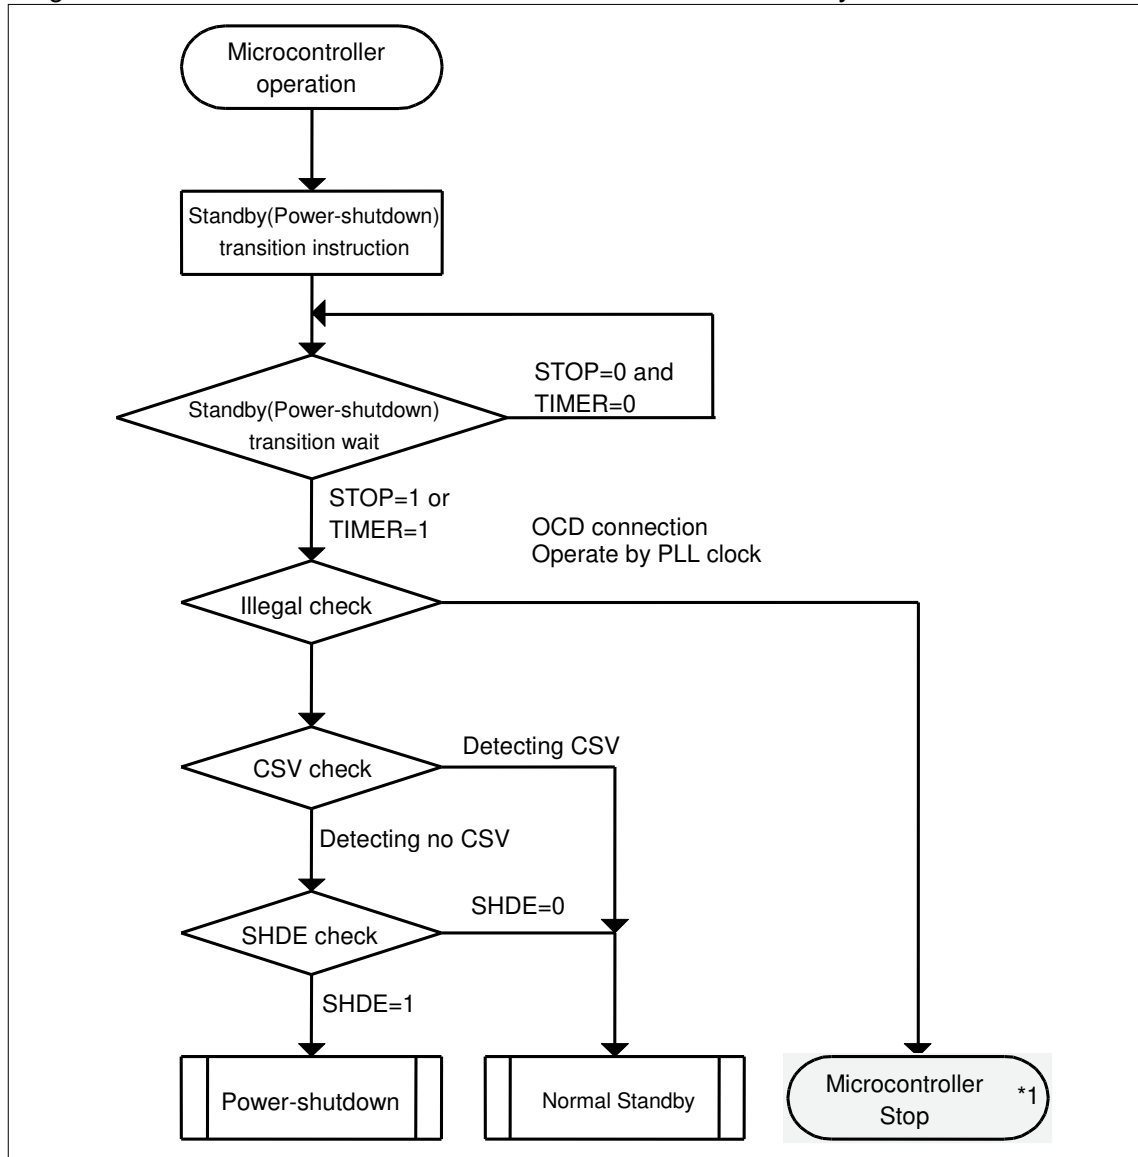 Microcontroller
operation
Standby(Power-shutdown)
transition instruction
STOP=0 and
TIMER=0
Standby(Power-shutdown)
transition wait
STOP=1 or
TIMER=1
OCD connection
Operate by PLL clock
Illegal check
Detecting CSV
CSV check
Detecting no CSV
SHDE=0
SHDE check
SHDE=1
Power-shutdown
Normal Standby
Microcontroller
Stop
*1